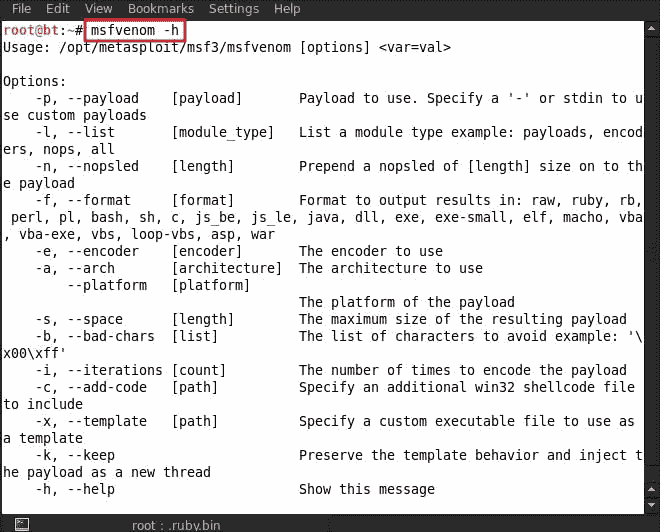 File Edit View Bookmarks Settings Help
root@bt:~# msfvenom -h
Usage: /opt/metasploit/msf3/msfvenom [options] <var=val>
Options:
-p, --payload [payload] Payload to use. Specify a '-' or stdin to u
se custom payloads
-l, --list [module_type] List a module type example: payloads, encod
ers, nops, all
-n, --nopsled [length] Prepend a nopsled of [length] size on to th
e payload
-f, --format [format] Format to output results in: raw, ruby, rb,
perl, pl, bash, sh, c, js_be, js_le, java, dll, exe, exe-small, elf, macho, vba
, vba-exe, vbs, loop-vbs, asp, war
-e, --encoder [encoder] The encoder to use
-a, --arch [architecture] The architecture to use
--platform [platform]
The platform of the payload
-s, --space [length] The maximum size of the resulting payload
-b, --bad-chars [list] The list of characters to avoid example: '\
x00\xff'
-i, --iterations [count] The number of times to encode the payload
-c, --add-code [path] Specify an additional win32 shellcode file
to include
-x, --template [path] Specify a custom executable file to use as
a template
-k, --keep Preserve the template behavior and inject t
he payload as a new thread
-h, --help Show this message
root : .ruby.bin